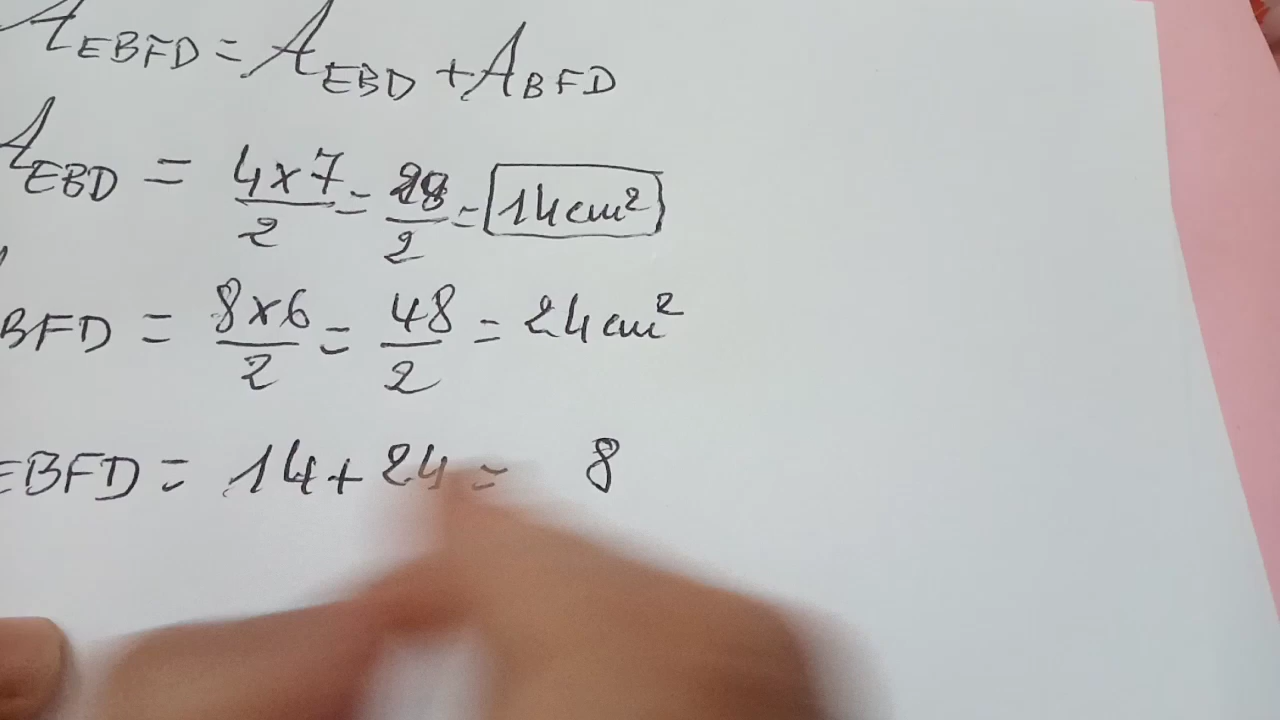 A EBFD = A EBD + A BFD
A EBD = 4x7/2 = 28/2 = 14cm²
BFD = 8x6/2 = 48/2 = 24cm²
EBFD = 14+24= 8